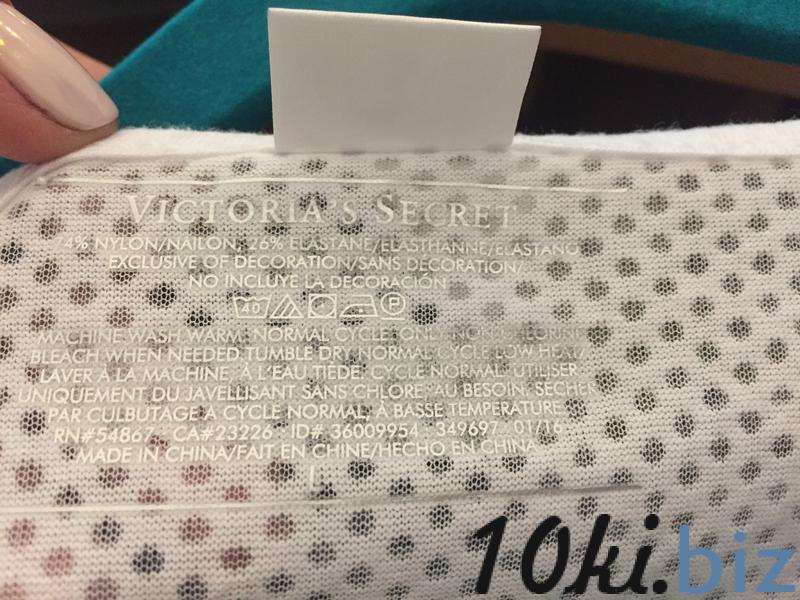 VICTORIA'S SECRET
74% NYLON/NAILON, 26% ELASTANE/ELASTHANNE/ELASTANO
EXCLUSIVE OF DECORATION/SANS DECORATION/
NO INCLUYE LA DECORACIÓN
40 P
MACHINE WASH WARM, NORMAL CYCLE. ONLY
BLEACH WHEN NEEDED. TUMBLE DRY NORMAL CYCLE LOW HEAT/
LAVER À LA MACHINE À L'EAU TIÈDE; CYCLE NORMAL. UTILISER
UNIQUEMENT DU JAVELLISANT SANS CHLORE AU BESOIN. SÉCHER
PAR CULBUTAGE À CYCLE NORMAL, À BASSE TEMPÉRATURE.
RN#54867 CA#23226 - ID# 36009954 349697 01/16
MADE IN CHINA/FAIT EN CHINE/HECHO EN CHINA
10ki.biz